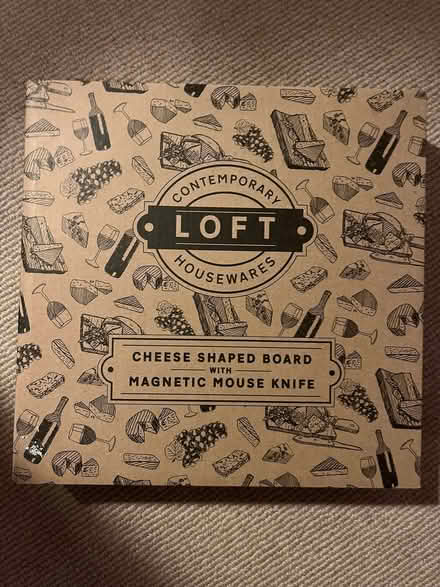 CONTEMPORARY
LOFT
HOUSEWARES
CHEESE SHAPED BOARD
WITH
MAGNETIC MOUSE KNIFE